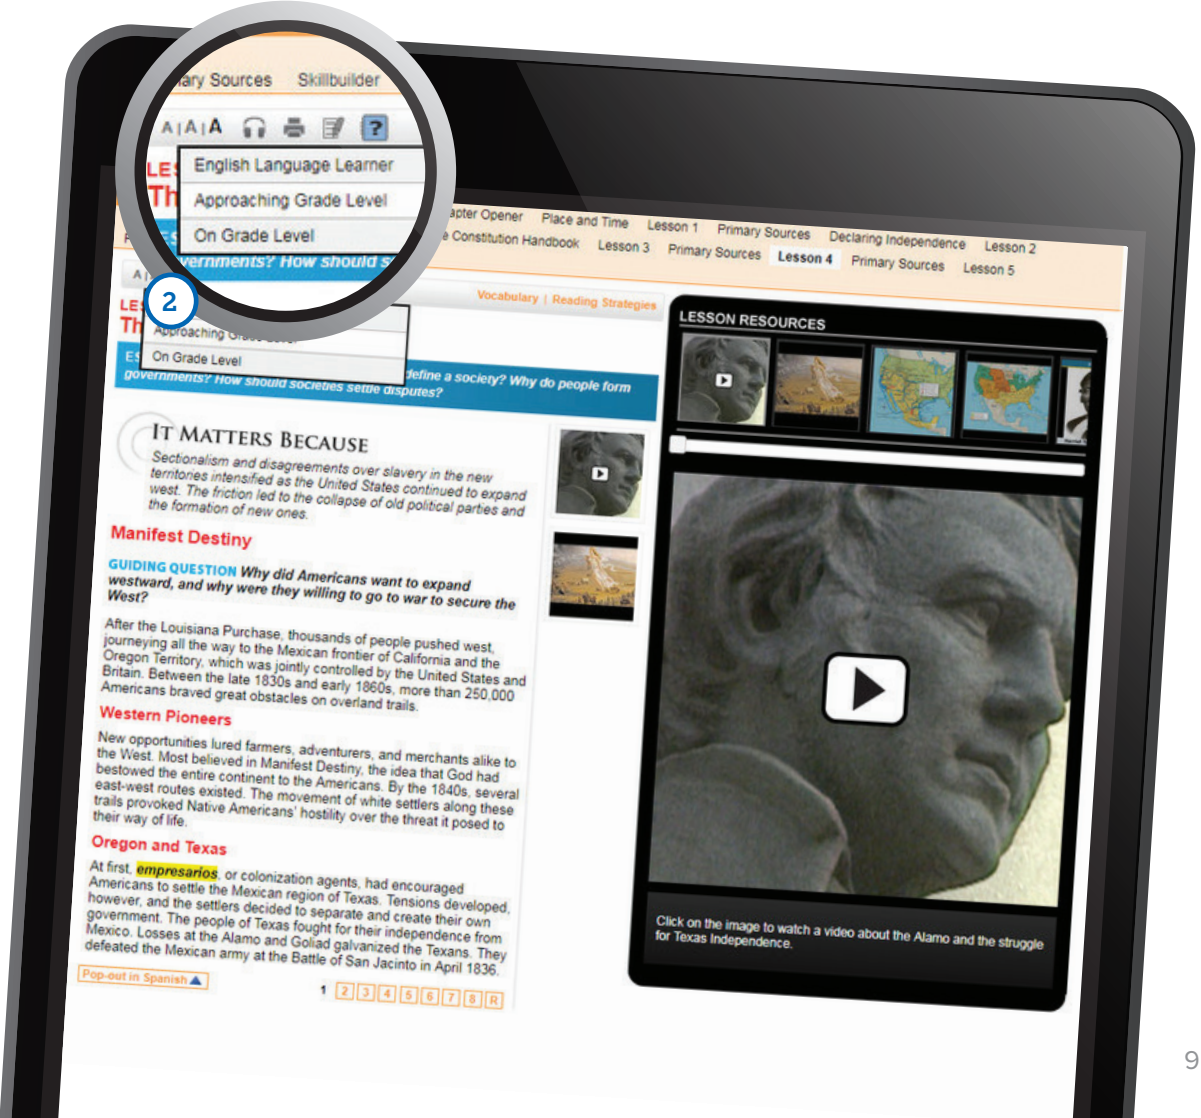 ary Sources Skillbuilder
A | A | A ?
LES
English Language Learner
Th
Approaching Grade Level
On Grade Level
ES
vernments? How should s
2
apter Opener Place and Time Lesson 1 Primary Sources Declaring Independence Lesson 2
e Constitution Handbook Lesson 3 Primary Sources Lesson 4 Primary Sources Lesson 5
A |
Vocabulary | Reading Strategies
LE
Th
Approaching Grade Level
On Grade Level
ES
define a society? Why do people form
governments? How should societies settle disputes?
IT MATTERS BECAUSE
Sectionalism and disagreements over slavery in the new
territories intensified as the United States continued to expand
west. The friction led to the collapse of old political parties and
the formation of new ones.
Manifest Destiny
GUIDING QUESTION Why did Americans want to expand
westward, and why were they willing to go to war to secure the
West?
After the Louisiana Purchase, thousands of people pushed west,
journeying all the way to the Mexican frontier of California and the
Oregon Territory, which was jointly controlled by the United States and
Britain. Between the late 1830s and early 1860s, more than 250,000
Americans braved great obstacles on overland trails.
Western Pioneers
New opportunities lured farmers, adventurers, and merchants alike to
the West. Most believed in Manifest Destiny, the idea that God had
bestowed the entire continent to the Americans. By the 1840s, several
east-west routes existed. The movement of white settlers along these
trails provoked Native Americans' hostility over the threat it posed to
their way of life.
Oregon and Texas
At first, empresarios, or colonization agents, had encouraged
Americans to settle the Mexican region of Texas. Tensions developed,
however, and the settlers decided to separate and create their own
government. The people of Texas fought for their independence from
Mexico. Losses at the Alamo and Goliad galvanized the Texans. They
defeated the Mexican army at the Battle of San Jacinto in April 1836.
Pop-out in Spanish
1 2 3 4 5 6 7 8 R
LESSON RESOURCES
Click on the image to watch a video about the Alamo and the struggle
for Texas Independence.
9